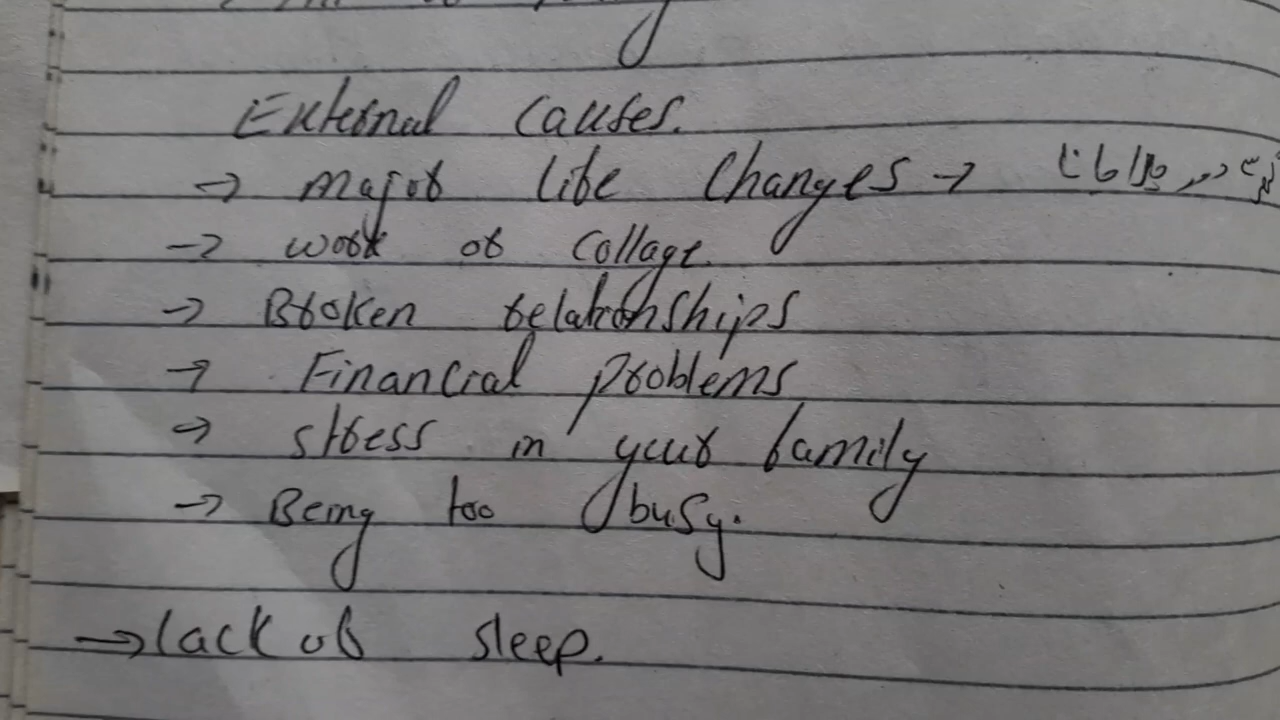 External causes.
→ major life changes →
→ work or collage.
→ Broken relationships
→ Financial problems
→ stress in your family
→ Being too busy.
→ lack of sleep.